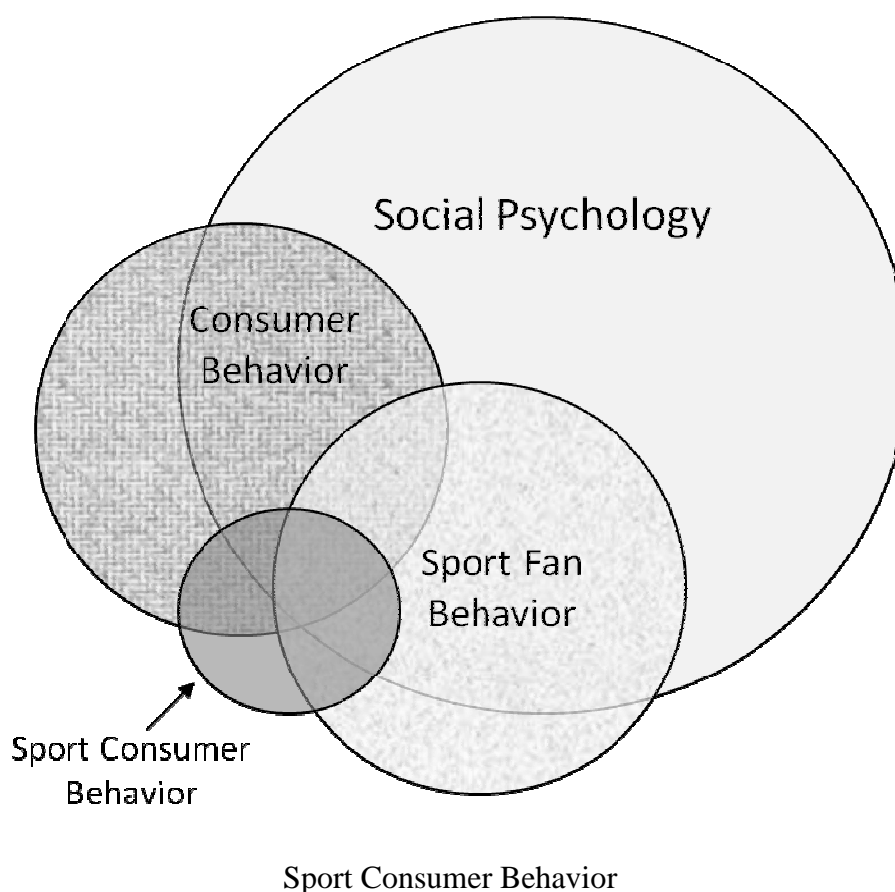 Social Psychology
Consumer
Behavior
Sport Fan
Behavior
Sport Consumer
Behavior
Sport Consumer Behavior